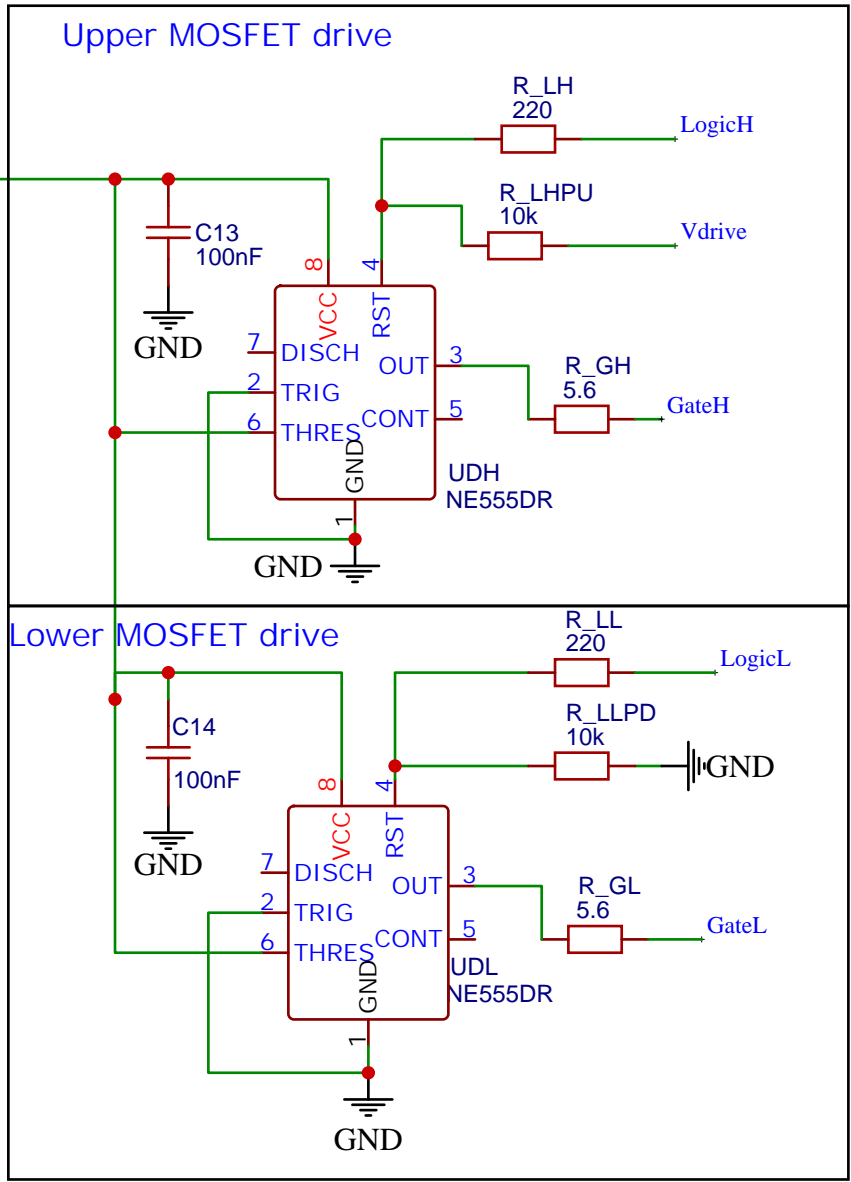 Upper MOSFET drive
R_LH
220
LogicH
R_LHPU
10k
Vdrive
C13
100nF
GND
8
4
VCC
RST
7
DISCH
OUT
3
2
TRIG
6
THRES
CONT
5
GND
1
R_GH
5.6
GateH
UDH
NE555DR
GND
Lower MOSFET drive
R_LL
220
LogicL
R_LLPD
10k
GND
C14
100nF
GND
8
4
VCC
RST
7
DISCH
OUT
3
2
TRIG
6
THRES
CONT
5
GND
1
R_GL
5.6
GateL
UDL
NE555DR
GND